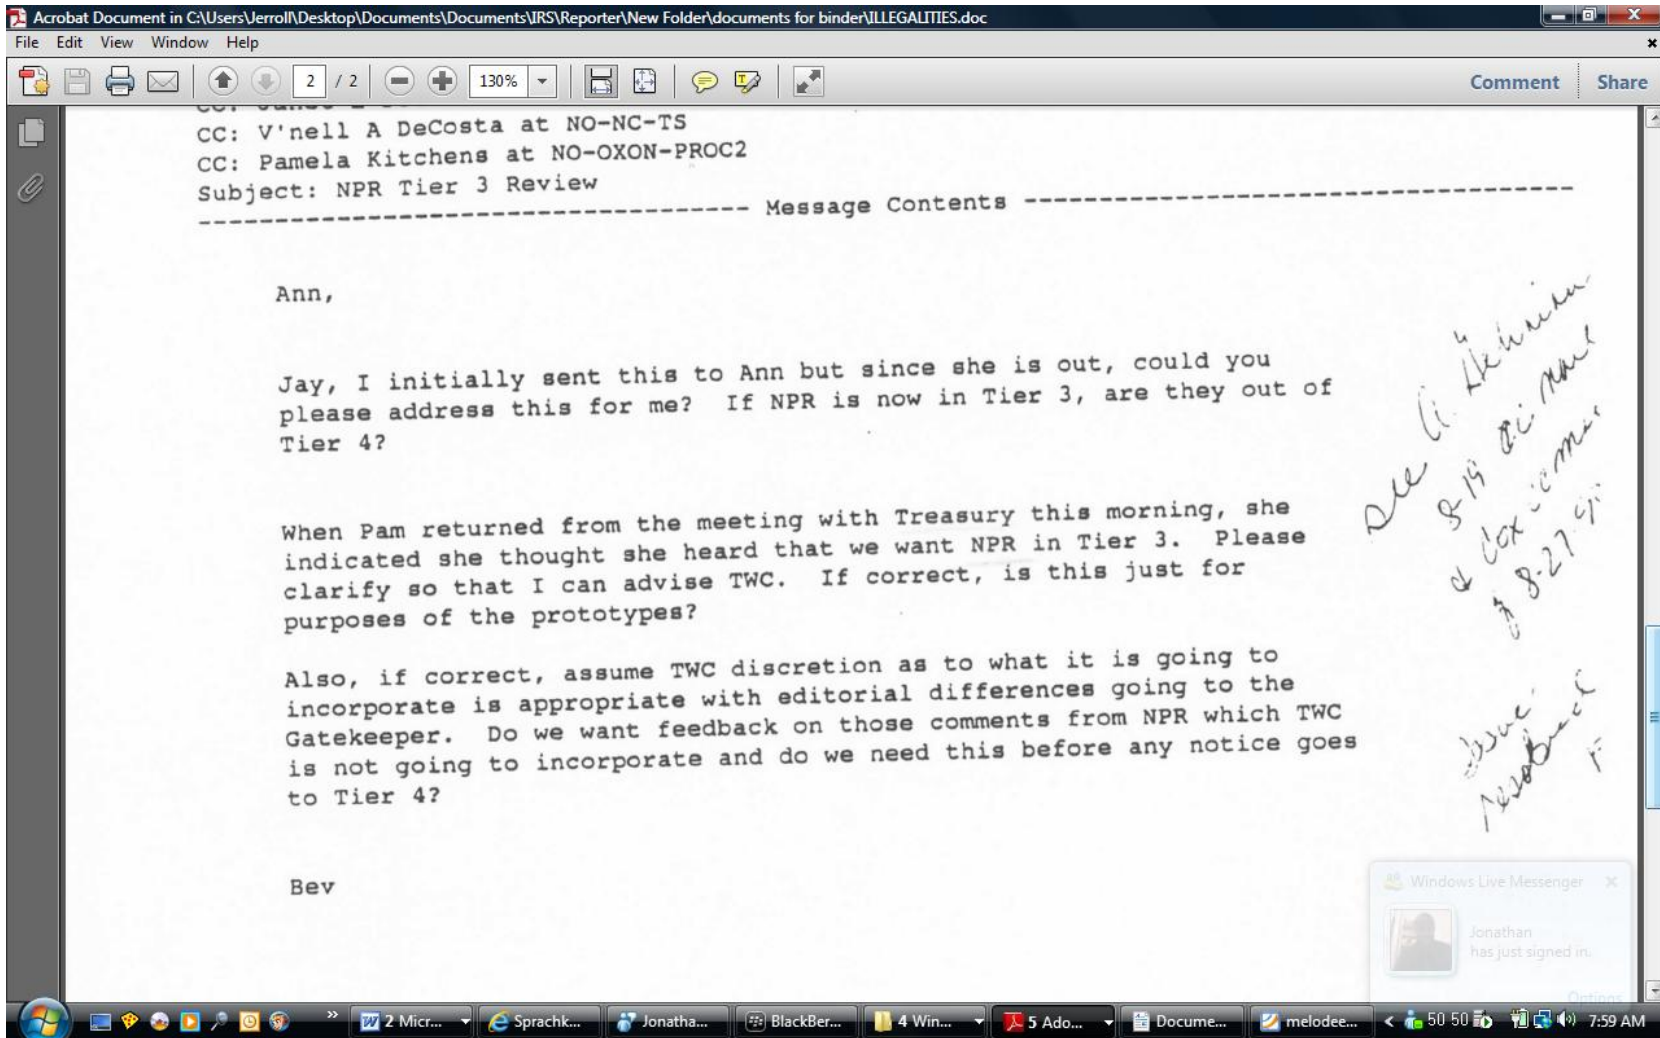 Acrobat Document in C:\Users\Jerroll\Desktop\Documents\Documents\IRS\Reporter\New Folder\documents for binder\ILLEGALITIES.doc
File Edit View Window Help
2 / 2 130% Comment Share
CC:
CC: V'nell A DeCosta at NO-NC-TS
CC: Pamela Kitchens at NO-OXON-PROC2
Subject: NPR Tier 3 Review
----------------------------------- Message Contents -----------------------------------
Ann,
Jay, I initially sent this to Ann but since she is out, could you
please address this for me? If NPR is now in Tier 3, are they out of
Tier 4?
When Pam returned from the meeting with Treasury this morning, she
indicated she thought she heard that we want NPR in Tier 3. Please
clarify so that I can advise TWC. If correct, is this just for
purposes of the prototypes?
Also, if correct, assume TWC discretion as to what it is going to
incorporate is appropriate with editorial differences going to the
Gatekeeper. Do we want feedback on those comments from NPR which TWC
is not going to incorporate and do we need this before any notice goes
to Tier 4?
Bev
See
8-19
8-27
Windows Live Messenger
Jonathan
has just signed in.
Options
2 Micr... Sprachk... Jonatha... BlackBer... 4 Win... 5 Ado... Docume... melodee... 50 50 7:59 AM